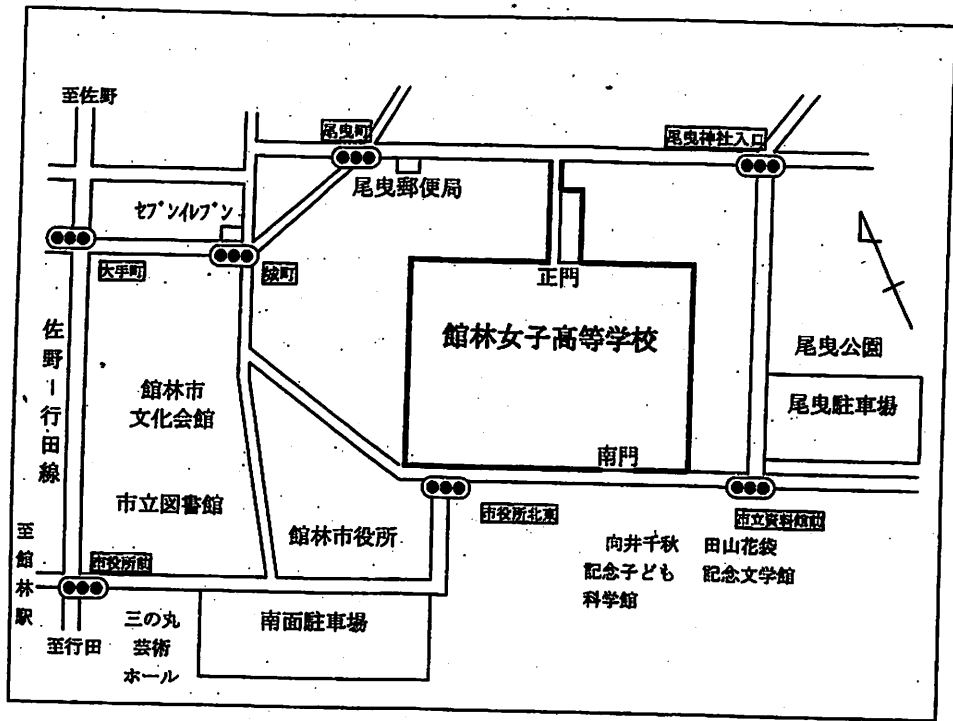 至佐野
尾曳町
尾曳神社入口
尾曳郵便局
セブンイレブン
大手町
城町
正門
館林女子高等学校
佐野ー行田線
館林市
文化会館
尾曳公園
尾曳駐車場
南門
市立図書館
館林市役所
市役所北東
市立資料館前
向井千秋
記念子ども
科学館
田山花袋
記念文学館
至館林駅
市役所前
三の丸
芸術
ホール
南面駐車場
至行田